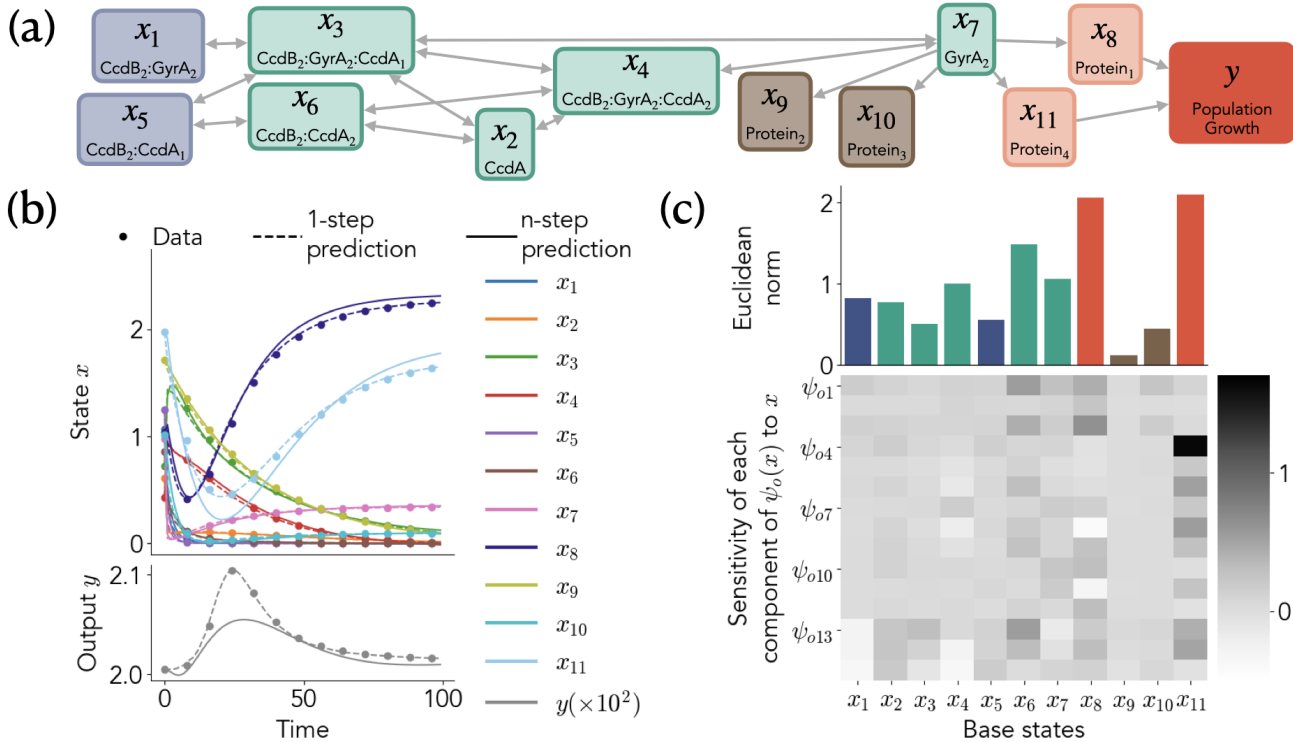 (a)
x1
CcdB2:GyrA2
x3
CcdB2:GyrA2:CcdA1
x5
CcdB2:CcdA1
x6
CcdB2:CcdA2
x2
CcdA
x4
CcdB2:GyrA2:CcdA2
x7
GyrA2
x9
Protein2
x10
Protein3
x8
Protein1
x11
Protein4
y
Population
Growth
(b)
Data
1-step
prediction
n-step
prediction
State x
2
1
0
Output y
2.1
2.0
0
50
100
Time
x1
x2
x3
x4
x5
x6
x7
x8
x9
x10
x11
y(×10²)
(c)
Euclidean
norm
2
1
0
Sensitivity of each
component of ψo(x) to x
ψo1
ψo4
ψo7
ψo10
ψo13
x1 x2 x3 x4 x5 x6 x7 x8 x9 x10 x11
Base states
1
0